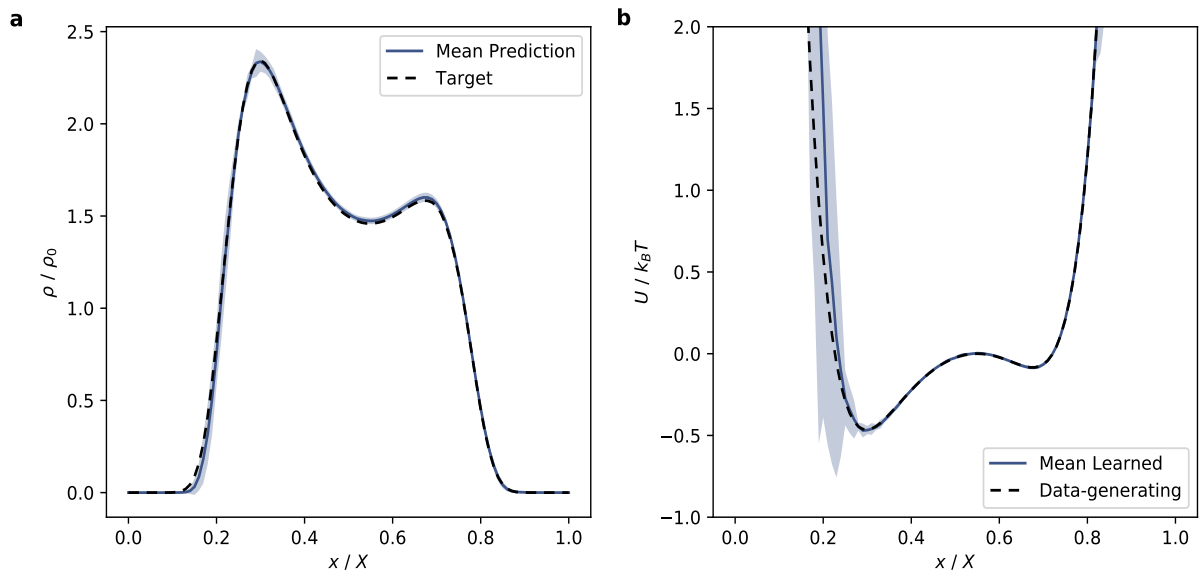 a
2.5
2.0
1.5
1.0
0.5
0.0
ρ / ρ₀
Mean Prediction
Target
0.0 0.2 0.4 0.6 0.8 1.0
x / X
b
2.0
1.5
1.0
0.5
0.0
−0.5
−1.0
U / k_BT
Mean Learned
Data-generating
0.0 0.2 0.4 0.6 0.8 1.0
x / X